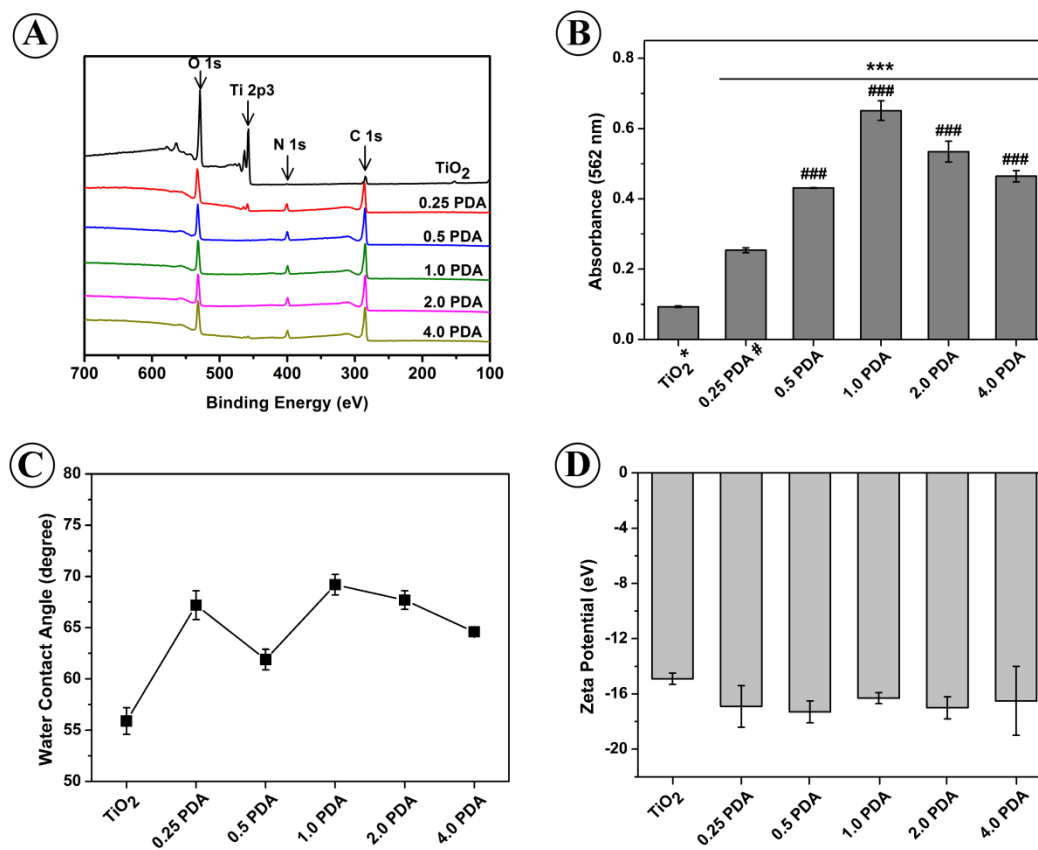 A
O 1s
Ti 2p3
N 1s
C 1s
TiO2
0.25 PDA
0.5 PDA
1.0 PDA
2.0 PDA
4.0 PDA
700 600 500 400 300 200 100
Binding Energy (eV)
B
Absorbance (562 nm)
0.8
0.6
0.4
0.2
0.0
***
###
###
###
###
TiO2 *
0.25 PDA #
0.5 PDA
1.0 PDA
2.0 PDA
4.0 PDA
C
Water Contact Angle (degree)
80
75
70
65
60
55
50
TiO2
0.25 PDA
0.5 PDA
1.0 PDA
2.0 PDA
4.0 PDA
D
Zeta Potential (eV)
0
-4
-8
-12
-16
-20
TiO2
0.25 PDA
0.5 PDA
1.0 PDA
2.0 PDA
4.0 PDA